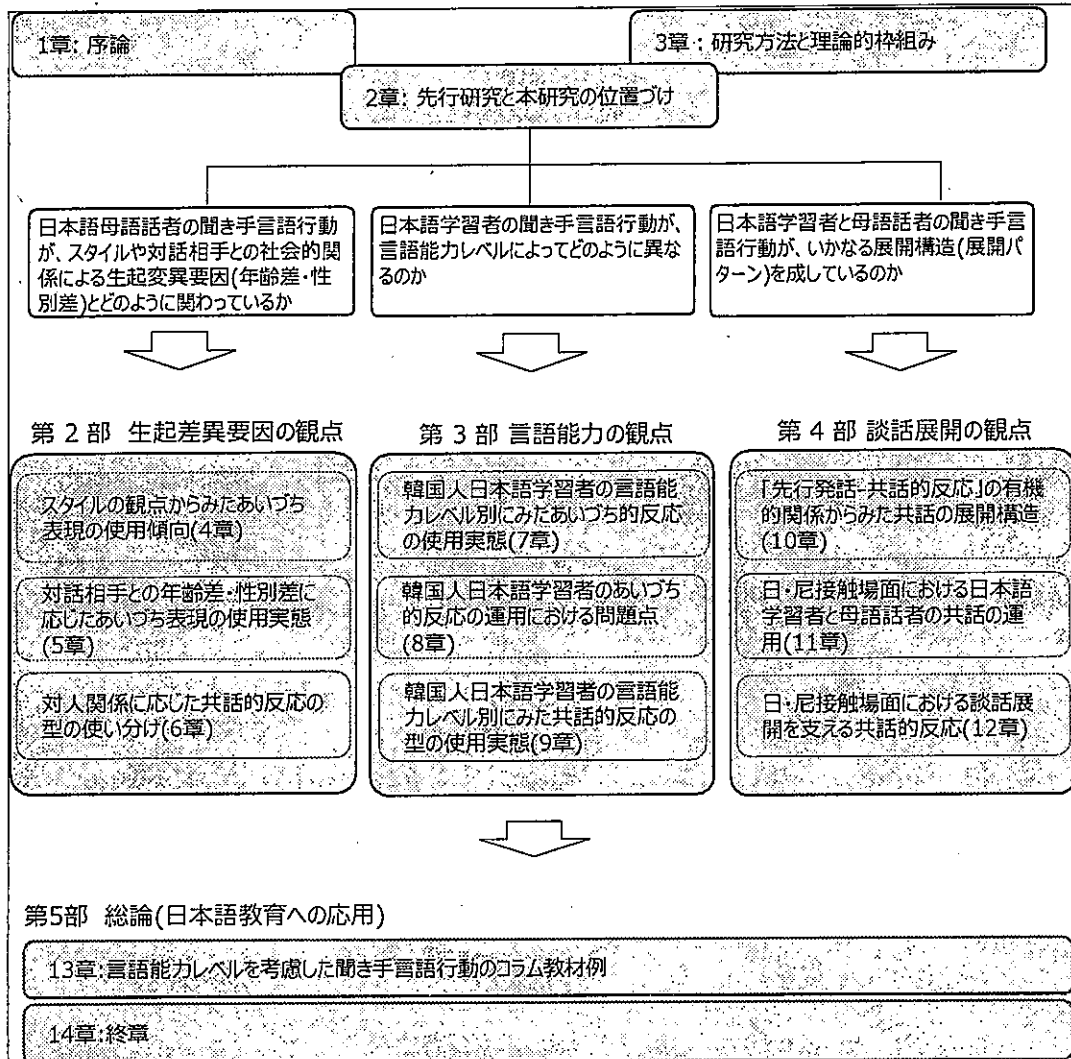 1章: 序論
3章：研究方法と理論的枠組み
2章: 先行研究と本研究の位置づけ
日本語母語話者の聞き手言語行動
が、スタイルや対話相手との社会的関
係による生起変異要因(年齢差・性
別差)とどのように関わっているか
日本語学習者の聞き手言語行動が、
言語能力レベルによってどのように異な
るのか
日本語学習者と母語話者の聞き手言
語行動が、いかなる展開構造(展開パ
ターン)を成しているのか
第 2 部 生起差異要因の観点
スタイルの観点からみたあいづち
表現の使用傾向(4章)
対話相手との年齢差・性別差に
応じたあいづち表現の使用実態
(5章)
対人関係に応じた共話的反応の
型の使い分け(6章)
第 3 部 言語能力の観点
韓国人日本語学習者の言語能
力レベル別にみたあいづち的反応
の使用実態(7章)
韓国人日本語学習者のあいづち
的反応の運用における問題点
(8章)
韓国人日本語学習者の言語能
力レベル別にみた共話的反応の
型の使用実態(9章)
第 4 部 談話展開の観点
「先行発話-共話的反応」の有機
的関係からみた共話の展開構造
(10章)
日・尼接触場面における日本語
学習者と母語話者の共話の運
用(11章)
日・尼接触場面における談話展
開を支える共話的反応(12章)
第5部 総論(日本語教育への応用)
13章:言語能力レベルを考慮した聞き手言語行動のコラム教材例
14章:終章